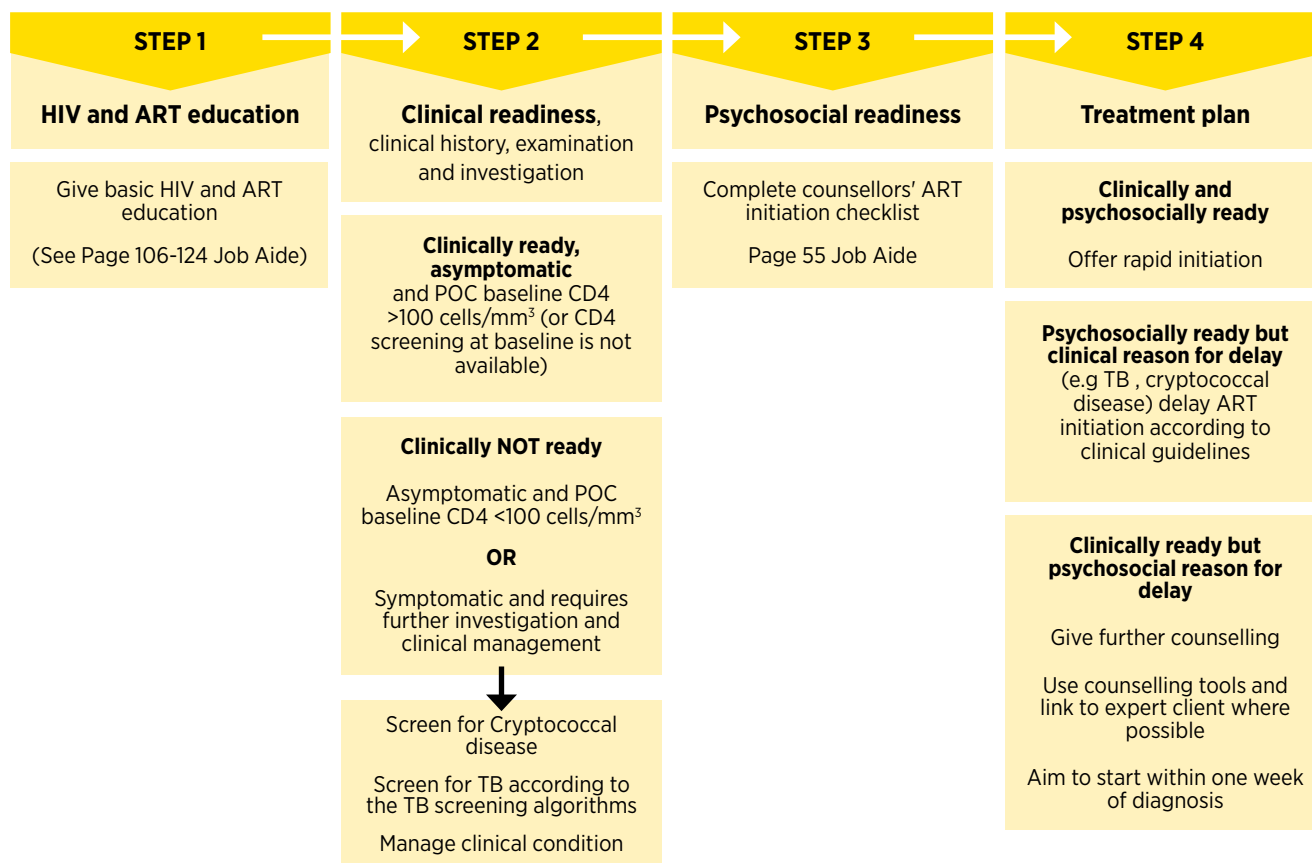 STEP 1
HIV and ART education
Give basic HIV and ART
education
(See Page 106-124 Job Aide)
STEP 2
Clinical readiness,
clinical history, examination
and investigation
Clinically ready,
asymptomatic
and POC baseline CD4
>100 cells/mm³ (or CD4
screening at baseline is not
available)
Clinically NOT ready
Asymptomatic and POC
baseline CD4 <100 cells/mm³
OR
Symptomatic and requires
further investigation and
clinical management
Screen for Cryptococcal
disease
Screen for TB according to
the TB screening algorithms
Manage clinical condition
STEP 3
Psychosocial readiness
Complete counsellors' ART
initiation checklist
Page 55 Job Aide
STEP 4
Treatment plan
Clinically and
psychosocially ready
Offer rapid initiation
Psychosocially ready but
clinical reason for delay
(e.g TB , cryptococcal
disease) delay ART
initiation according to
clinical guidelines
Clinically ready but
psychosocial reason for
delay
Give further counselling
Use counselling tools and
link to expert client where
possible
Aim to start within one week
of diagnosis